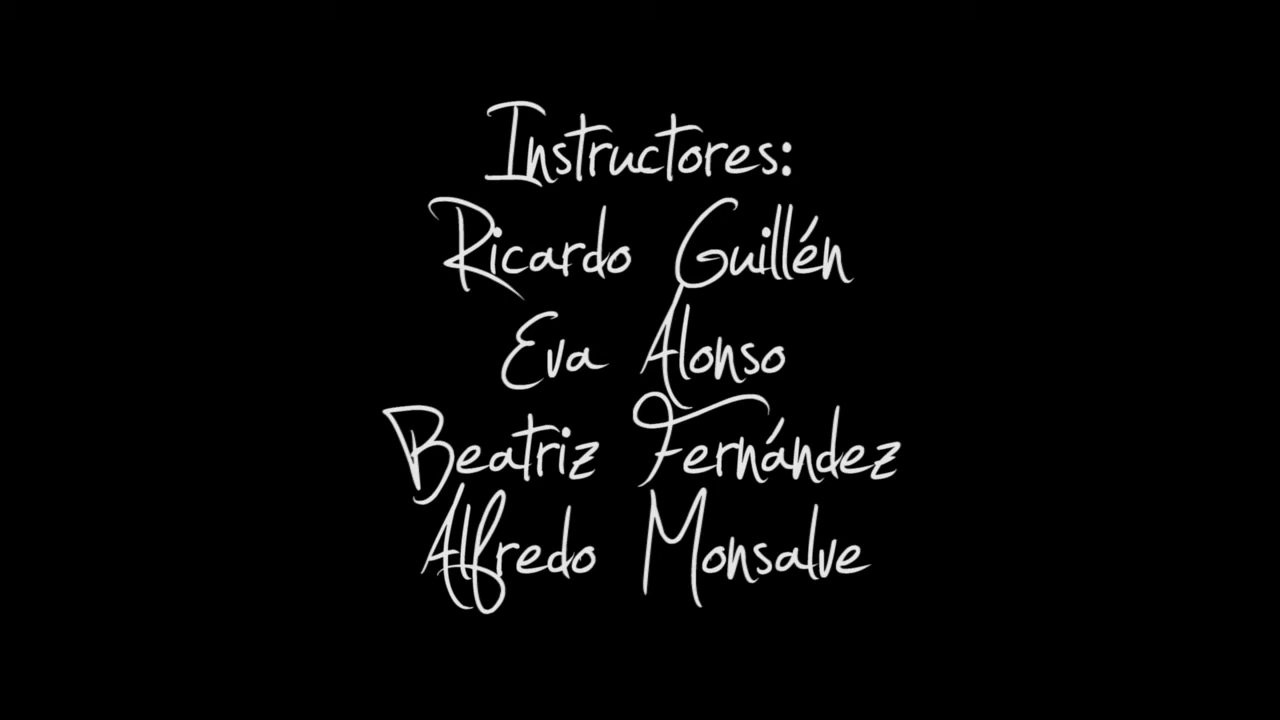 Instructores:
Ricardo Guillén
Eva Alonso
Beatriz Fernández
Alfredo Monsalve